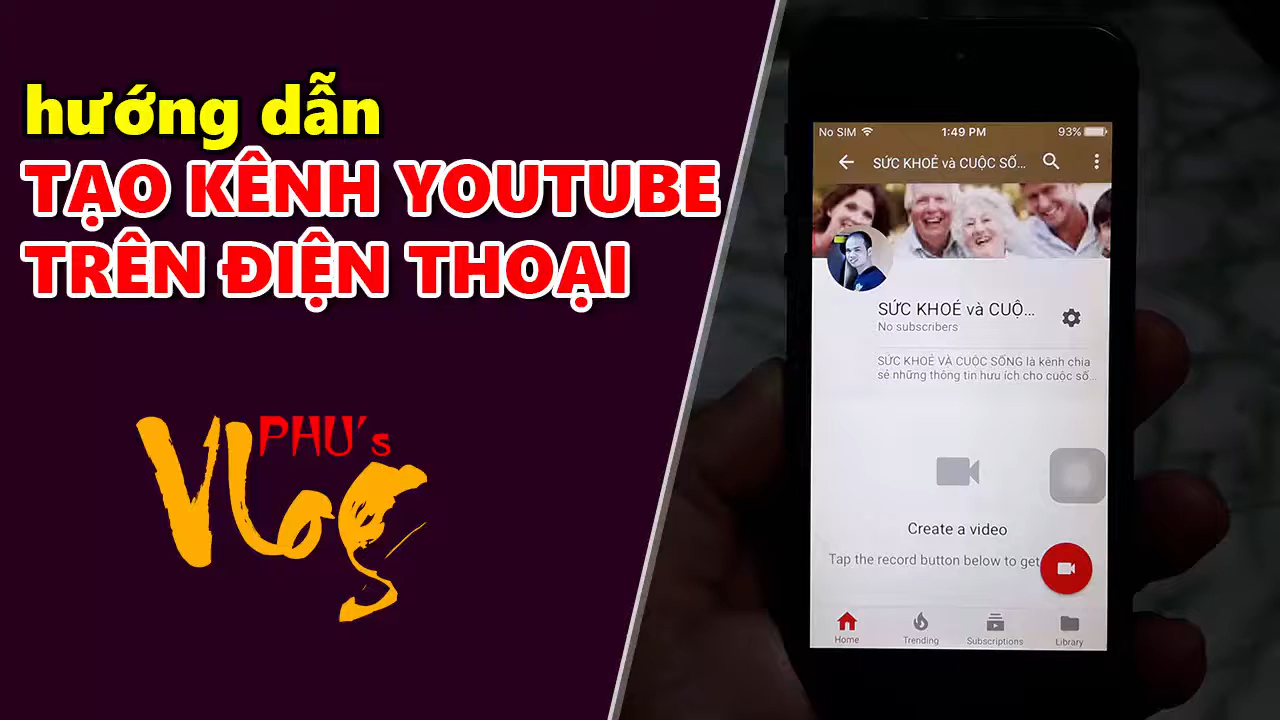 hướng dẫn
TẠO KÊNH YOUTUBE
TRÊN ĐIỆN THOẠI
PHU's
Vlog
No SIM 1:49 PM 93%
SỨC KHOẺ và CUỘC SỐ...
SỨC KHOẺ và CUỘ...
No subscribers
SỨC KHOẺ VÀ CUỘC SỐNG là kênh chia
sẻ những thông tin hưu ích cho cuộc số...
Create a video
Tap the record button below to get
Home Trending Subscriptions Library